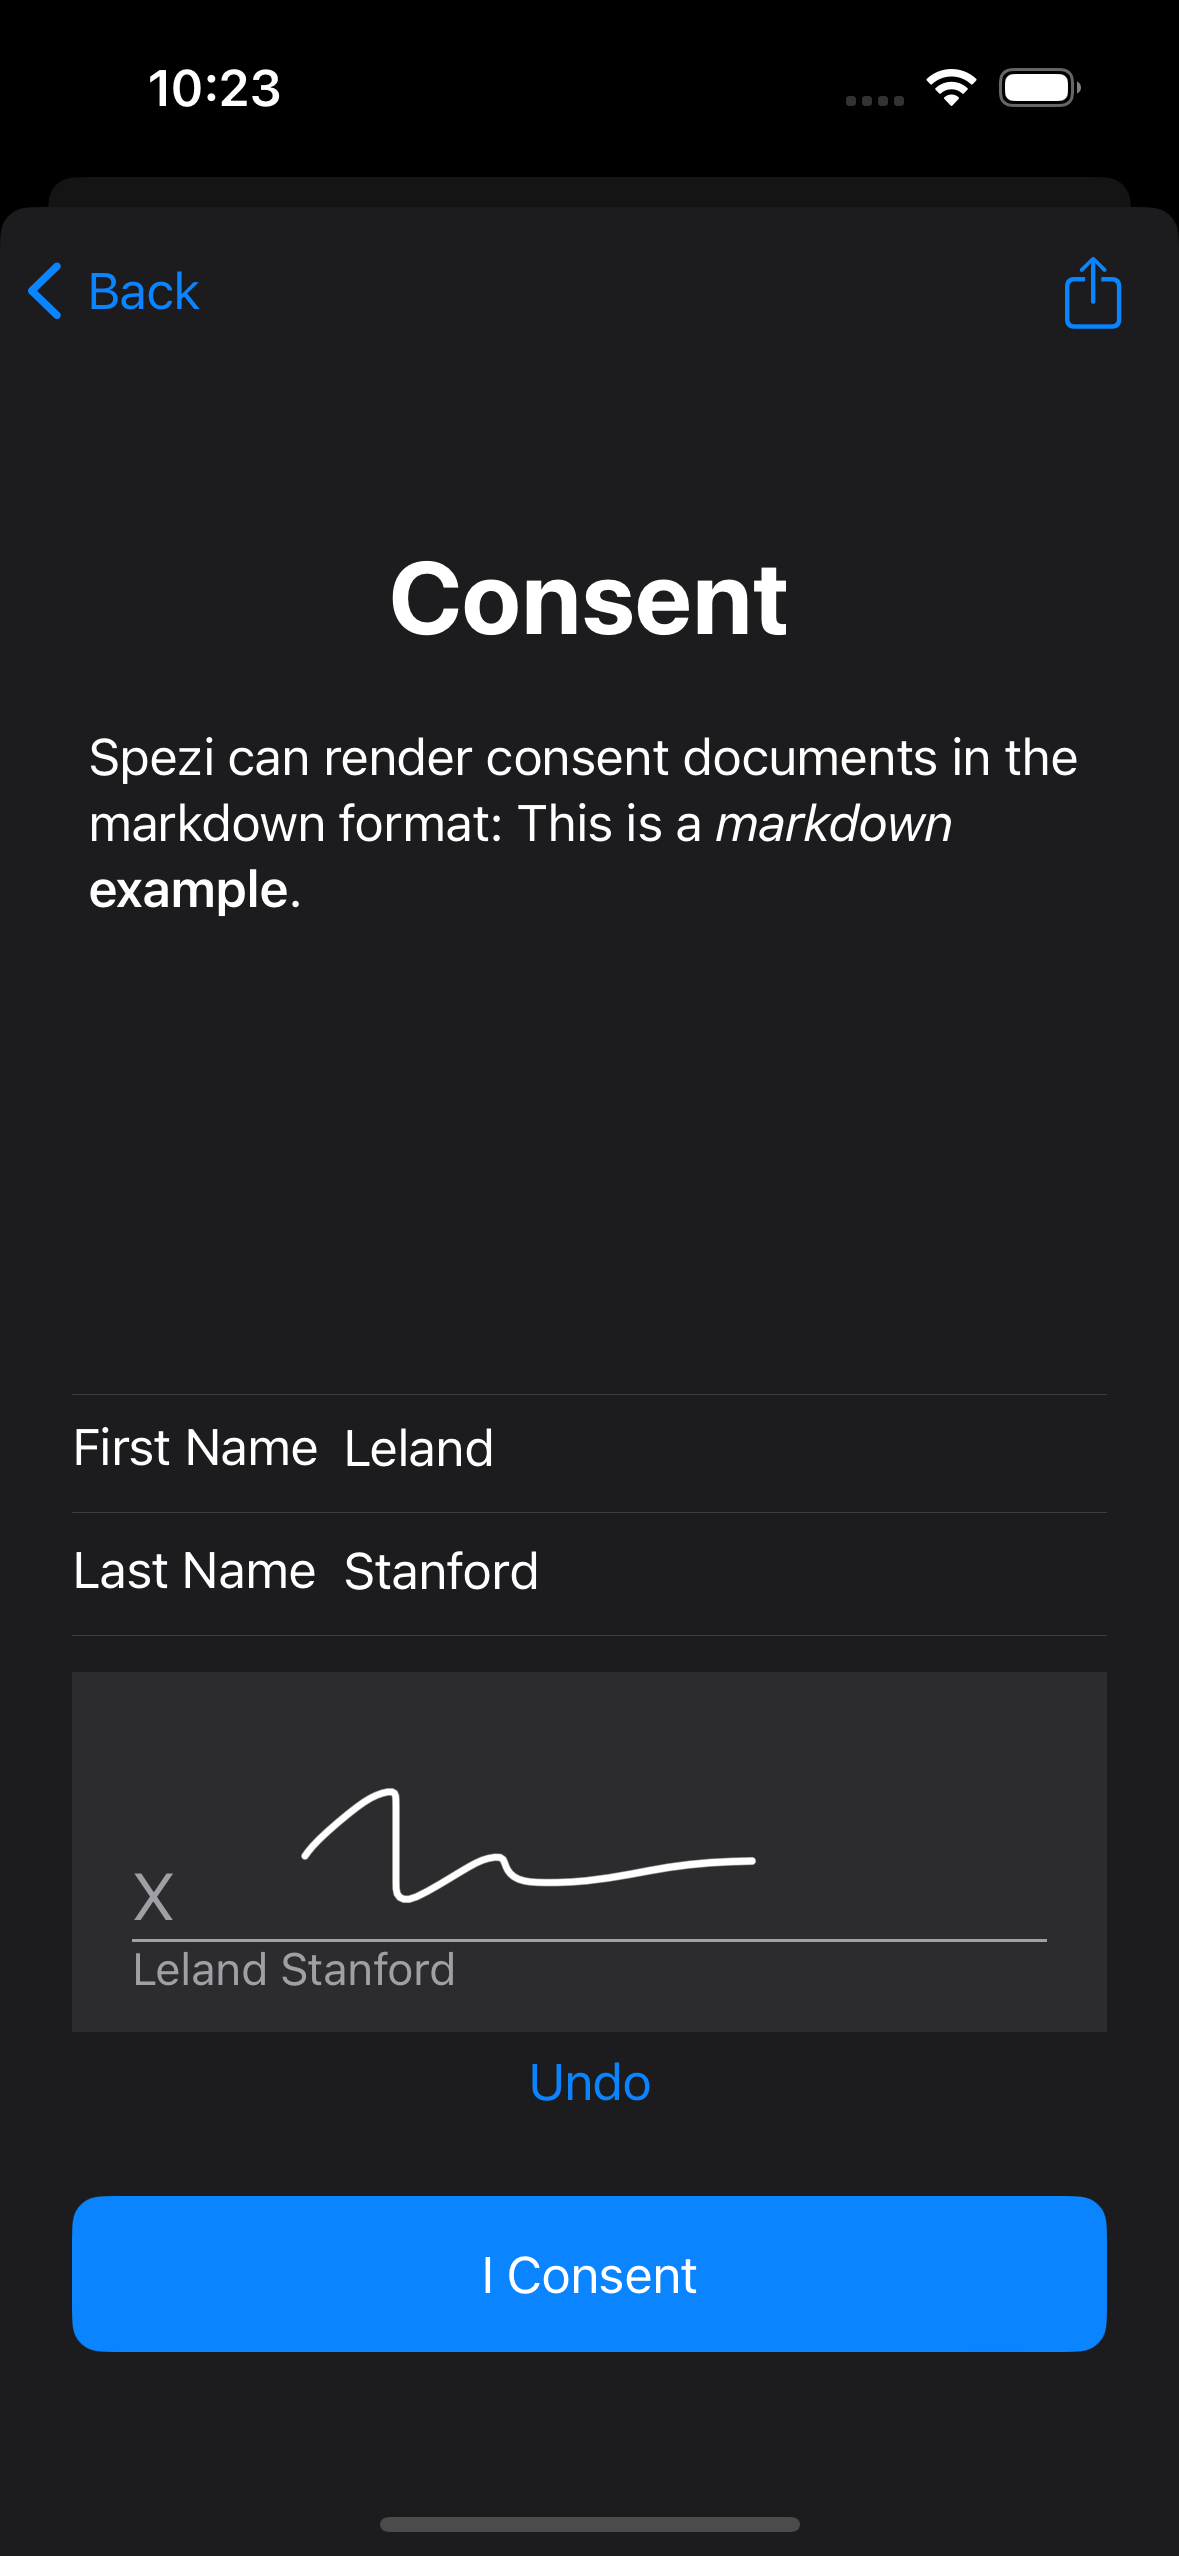 10:23
Back
Consent
Spezi can render consent documents in the
markdown format: This is a markdown
example.
First Name Leland
Last Name Stanford
X
Leland Stanford
Undo
I Consent